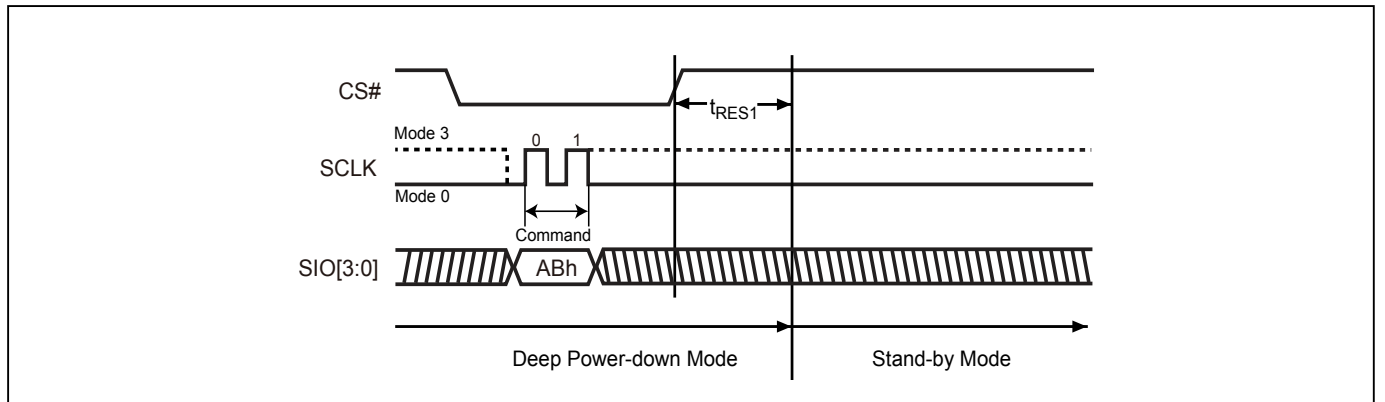 CS#
tRES1
Mode 3
0 1
SCLK
Mode 0
Command
SIO[3:0]
ABh
Deep Power-down Mode
Stand-by Mode